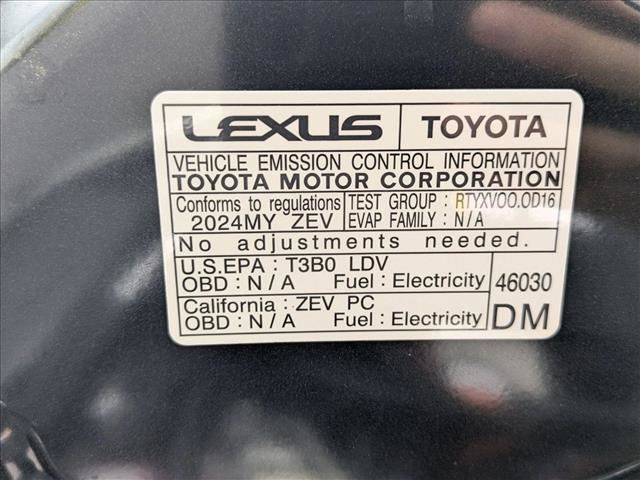 LEXUS TOYOTA
VEHICLE EMISSION CONTROL INFORMATION
TOYOTA MOTOR CORPORATION
Conforms to regulations TEST GROUP : RTYXV00.0D16
2024MY ZEV EVAP FAMILY : N/A
No adjustments needed.
U.S.EPA : T3B0 LDV
OBD : N/A Fuel : Electricity 46030
California : ZEV PC
OBD : N/A Fuel : Electricity DM